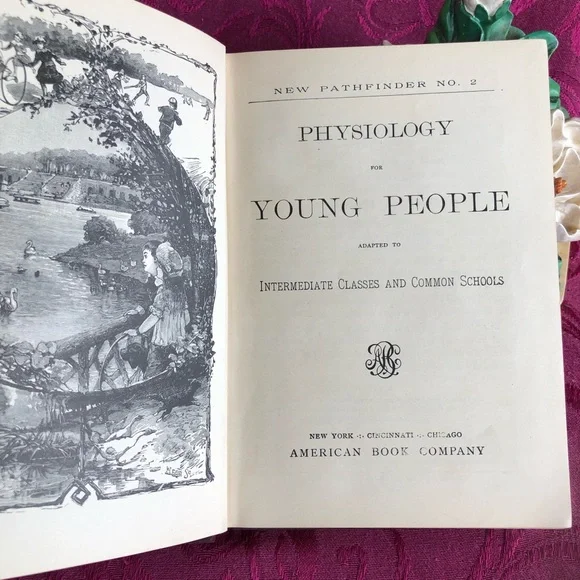 NEW PATHFINDER NO. 2
PHYSIOLOGY
FOR
YOUNG PEOPLE
ADAPTED TO
INTERMEDIATE CLASSES AND COMMON SCHOOLS
ABC
NEW YORK ·:· CINCINNATI ·:· CHICAGO
AMERICAN BOOK COMPANY